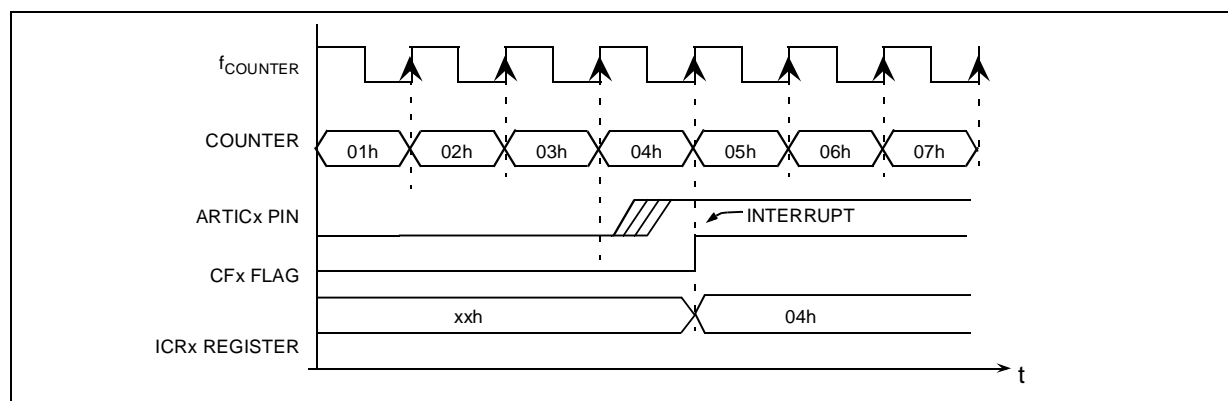 fCOUNTER
COUNTER
01h 02h 03h 04h 05h 06h 07h
ARTICx PIN
INTERRUPT
CFx FLAG
xxh 04h
ICRx REGISTER
t